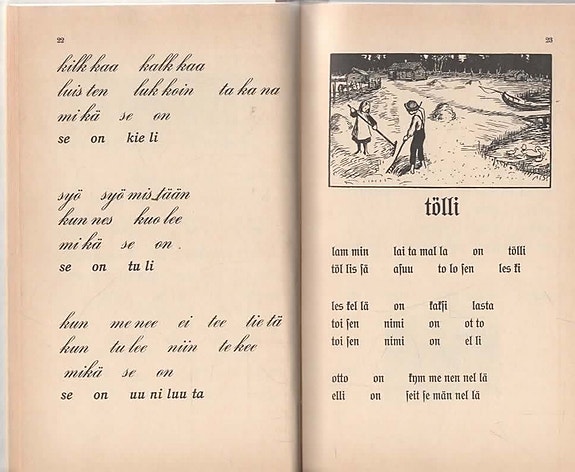 22
kilk kaa kalk kaa
luis ten luk koin ta ka na
mi kä se on
se on kie li
syö syö mis tään
kun nes kuo lee
mi kä se on
se on tu li
kun me nee ei tee tie tä
kun tu lee niin te kee
mikä se on
se on uu ni luu ta
23
tölli
lam min lai ta mal la on tölli
töl lis sä asuu to lo sen les ki
les kel lä on kaksi lasta
toi sen nimi on ot to
toi sen nimi on el li
otto on kym me nen nel lä
elli on seit se män nel lä